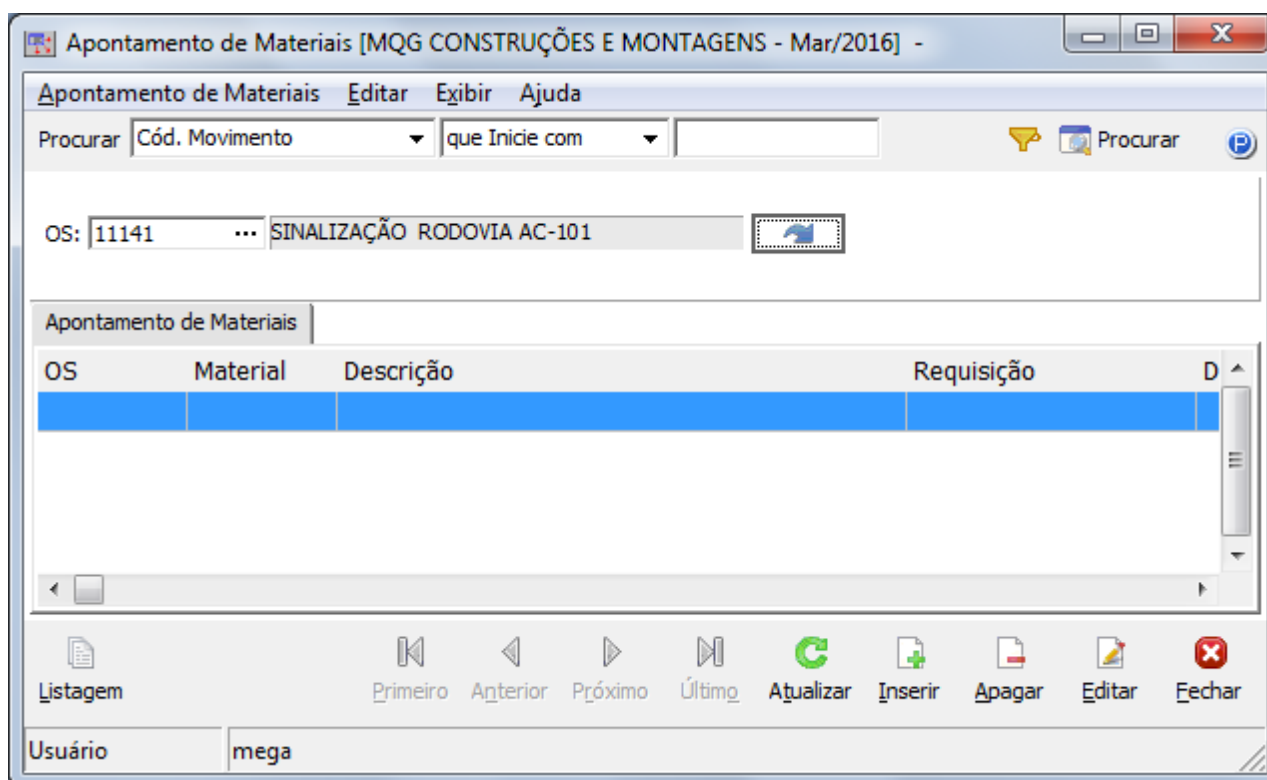 Apontamento de Materiais [MQG CONSTRUÇÕES E MONTAGENS - Mar/2016] -
Apontamento de Materiais Editar Exibir Ajuda
Procurar Cód. Movimento que Inicie com Procurar P
OS: 11141 ... SINALIZAÇÃO RODOVIA AC-101
Apontamento de Materiais
OS Material Descrição Requisição D
Listagem Primeiro Anterior Próximo Último Atualizar Inserir Apagar Editar Fechar
Usuário mega